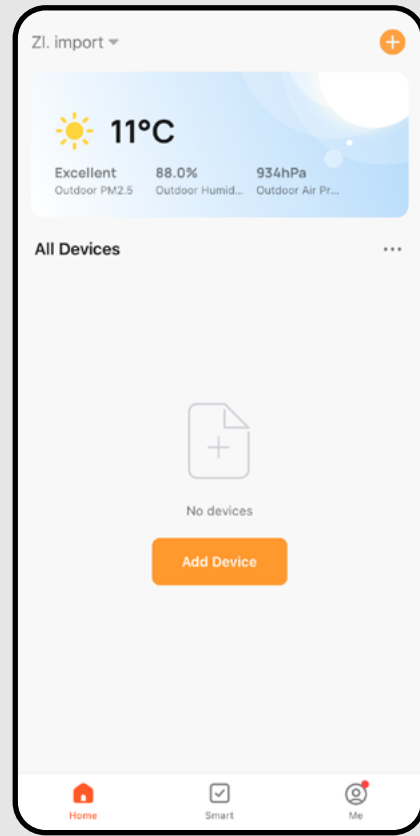 Zl. import
11°C
Excellent 88.0% 934hPa
Outdoor PM2.5 Outdoor Humid... Outdoor Air Pr...
All Devices
No devices
Add Device
Home Smart Me